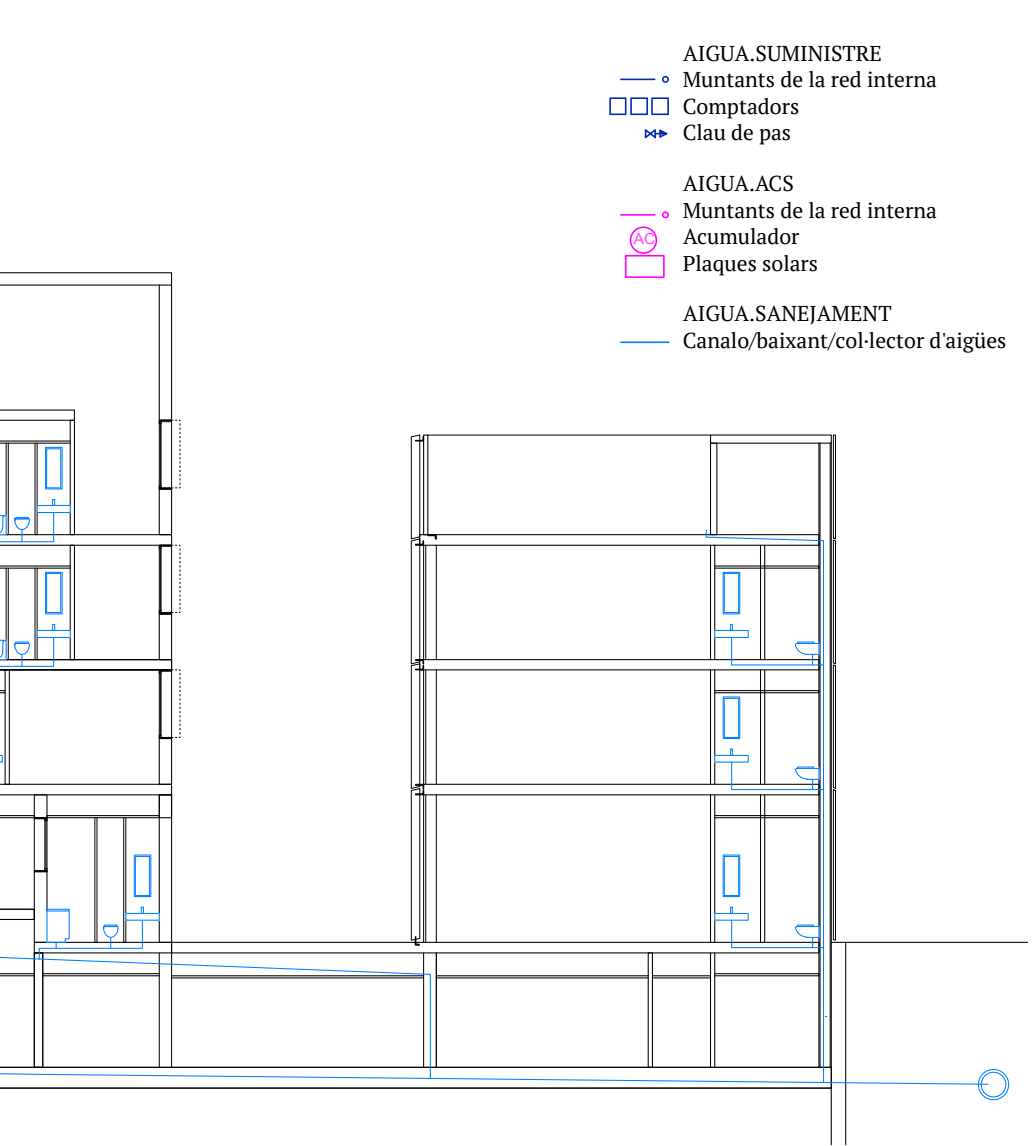 AIGUA.SUMINISTRE
Muntants de la red interna
Comptadors
Clau de pas
AIGUA.ACS
Muntants de la red interna
AC Acumulador
Plaques solars
AIGUA.SANEJAMENT
Canalo/baixant/col·lector d'aigües